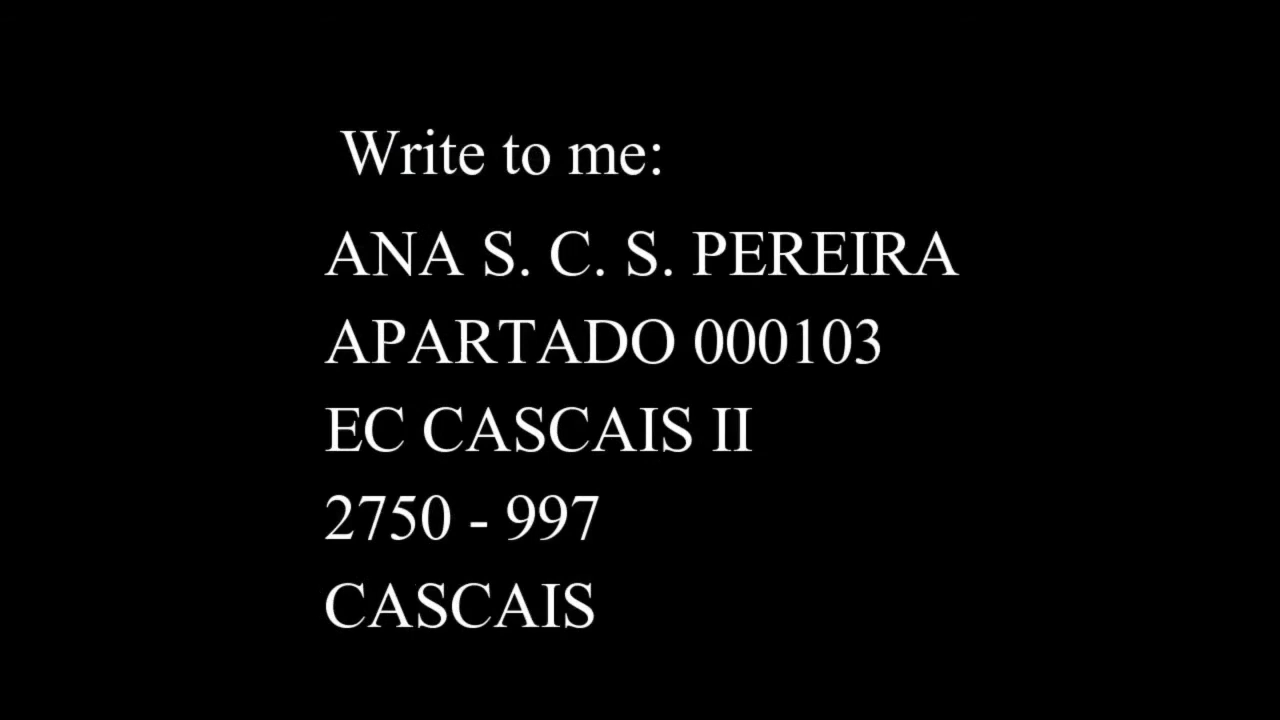 Write to me:
ANA S. C. S. PEREIRA
APARTADO 000103
EC CASCAIS II
2750 - 997
CASCAIS